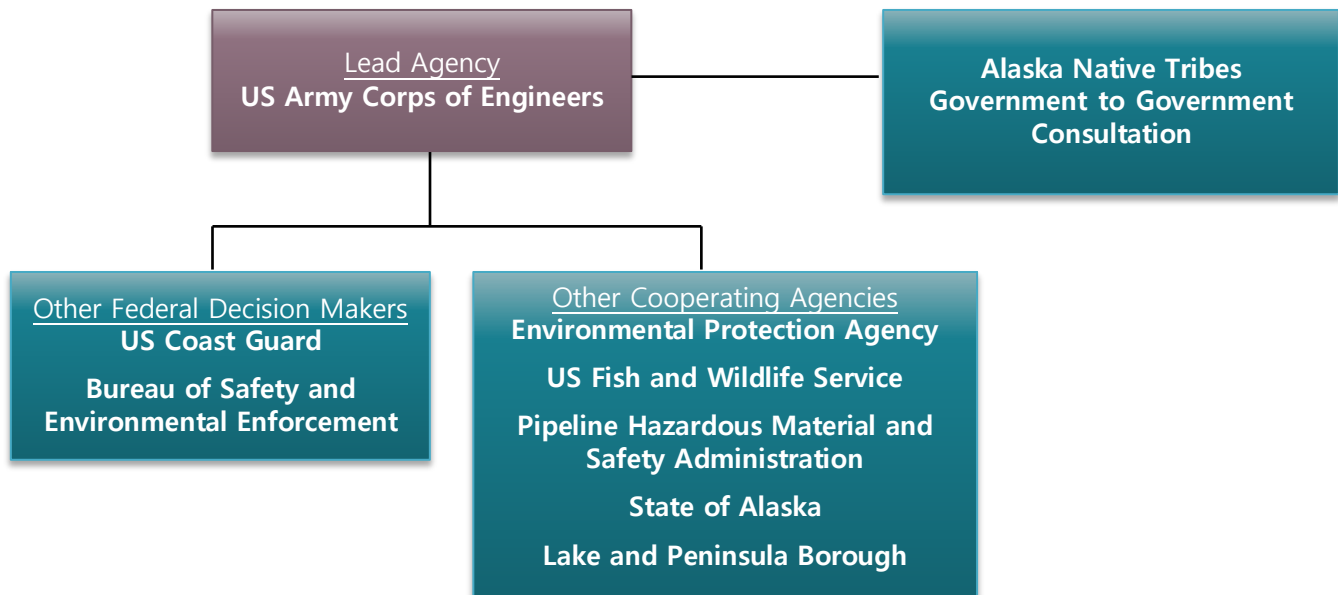 Lead Agency
US Army Corps of Engineers
Alaska Native Tribes
Government to Government
Consultation
Other Federal Decision Makers
US Coast Guard
Bureau of Safety and
Environmental Enforcement
Other Cooperating Agencies
Environmental Protection Agency
US Fish and Wildlife Service
Pipeline Hazardous Material and
Safety Administration
State of Alaska
Lake and Peninsula Borough